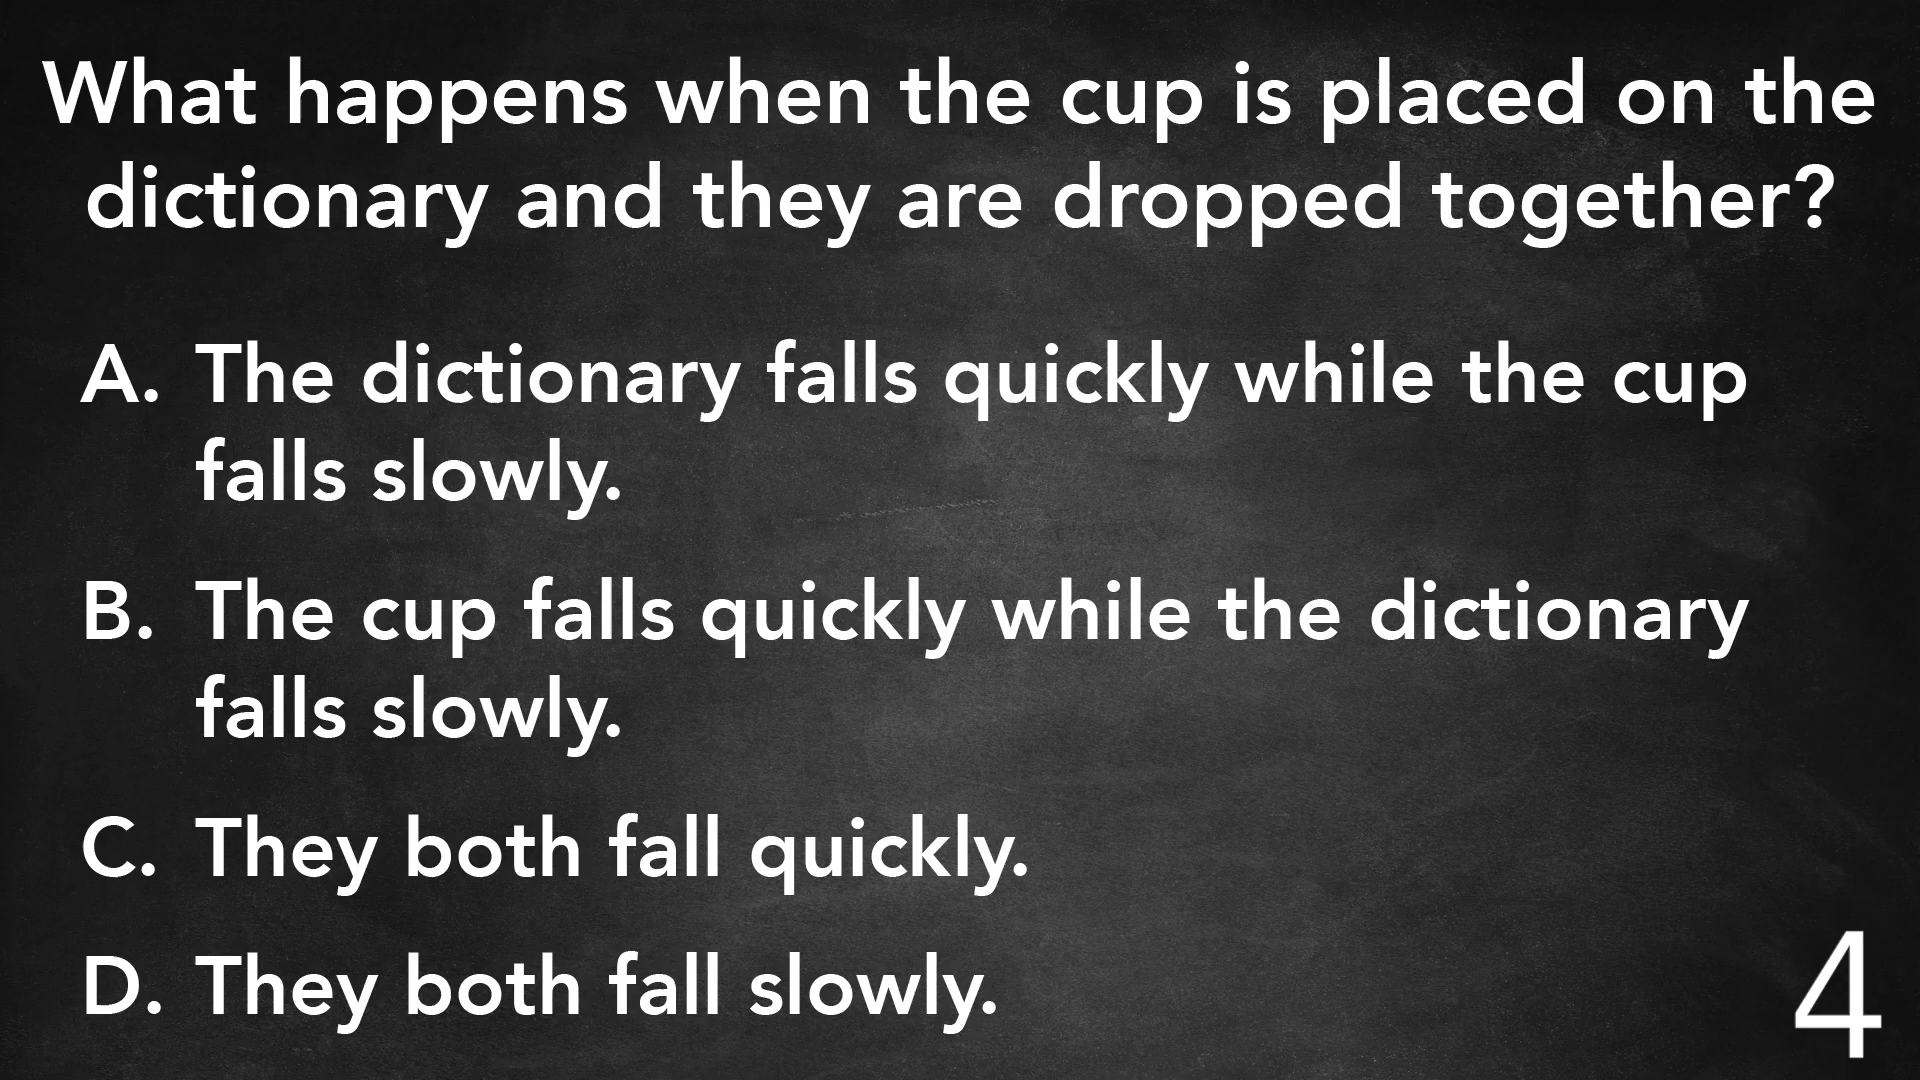 What happens when the cup is placed on the
dictionary and they are dropped together?
A. The dictionary falls quickly while the cup
falls slowly.
B. The cup falls quickly while the dictionary
falls slowly.
C. They both fall quickly.
D. They both fall slowly.
4